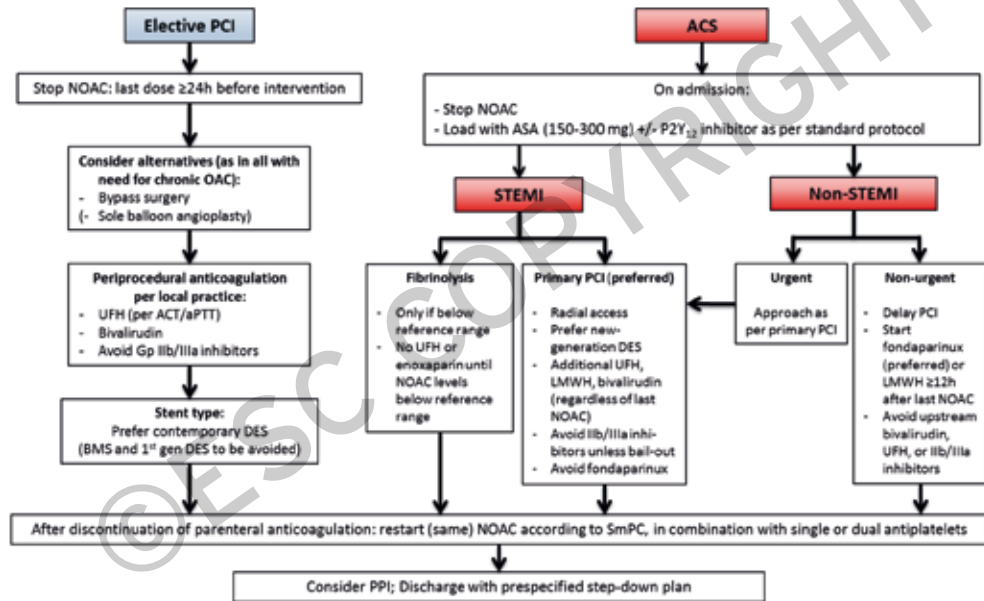 Elective PCI
Stop NOAC: last dose ≥24h before intervention
Consider alternatives (as in all with
need for chronic OAC):
- Bypass surgery
(- Sole balloon angioplasty)
Periprocedural anticoagulation
per local practice:
- UFH (per ACT/aPTT)
- Bivalirudin
- Avoid Gp IIb/IIIa inhibitors
Stent type:
Prefer contemporary DES
(BMS and 1st gen DES to be avoided)
ACS
On admission:
- Stop NOAC
- Load with ASA (150-300 mg) +/- P2Y12 inhibitor as per standard protocol
STEMI
Fibrinolysis
• Only if below
reference range
• No UFH or
enoxaparin until
NOAC levels
below reference
range
Primary PCI (preferred)
• Radial access
• Prefer new-
generation DES
• Additional UFH,
LMWH, bivalirudin
(regardless of last
NOAC)
• Avoid IIb/IIIa inhi-
bitors unless bail-out
• Avoid fondaparinux
Non-STEMI
Urgent
Approach as
per primary PCI
Non-urgent
• Delay PCI
• Start
fondaparinux
(preferred) or
LMWH ≥12h
after last NOAC
• Avoid upstream
bivalirudin,
UFH, or IIb/IIIa
inhibitors
After discontinuation of parenteral anticoagulation: restart (same) NOAC according to SmPC, in combination with single or dual antiplatelets
Consider PPI; Discharge with prespecified step-down plan
©ESC COPYRIGHT